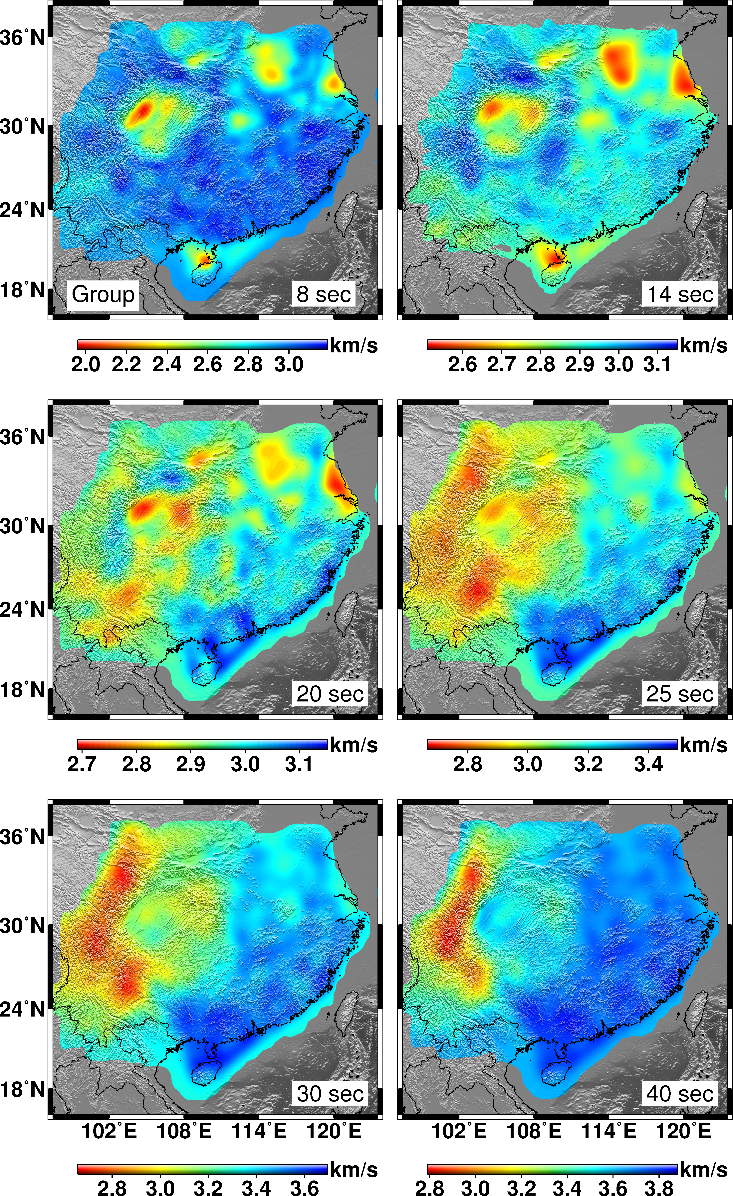 36°N
30°N
24°N
18°N
Group
8 sec
14 sec
km/s
2.0 2.2 2.4 2.6 2.8 3.0
km/s
2.6 2.7 2.8 2.9 3.0 3.1
36°N
30°N
24°N
18°N
20 sec
25 sec
km/s
2.7 2.8 2.9 3.0 3.1
km/s
2.8 3.0 3.2 3.4
36°N
30°N
24°N
18°N
30 sec
40 sec
102°E 108°E 114°E 120°E
102°E 108°E 114°E 120°E
km/s
2.8 3.0 3.2 3.4 3.6
km/s
2.8 3.0 3.2 3.4 3.6 3.8